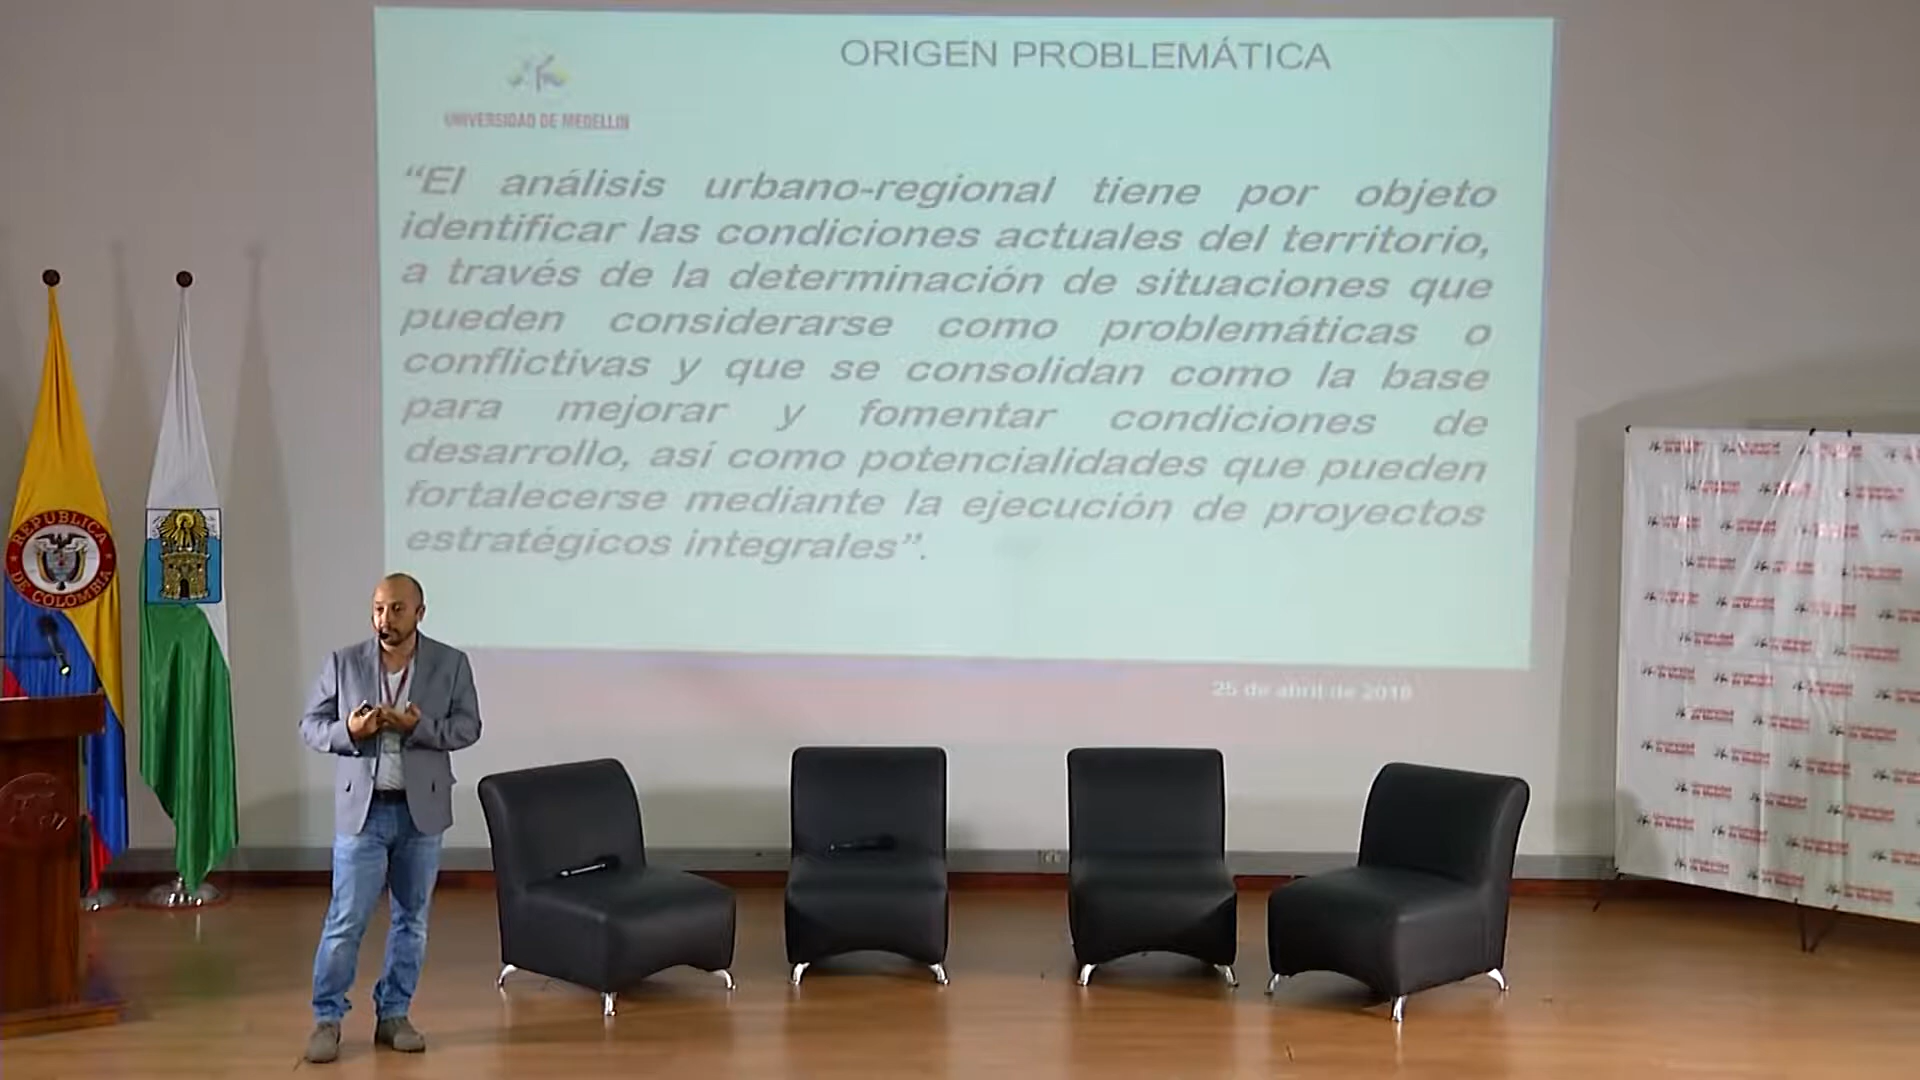 ORIGEN PROBLEMÁTICA
UNIVERSIDAD DE MEDELLIN
“El análisis urbano-regional tiene por objeto
identificar las condiciones actuales del territorio,
a través de la determinación de situaciones que
pueden considerarse como problemáticas o
conflictivas y que se consolidan como la base
para mejorar y fomentar condiciones de
desarrollo, así como potencialidades que pueden
fortalecerse mediante la ejecución de proyectos
estratégicos integrales”.
25 de abril de 2018
REPUBLICA
DE COLOMBIA
Universidad
de Medellín